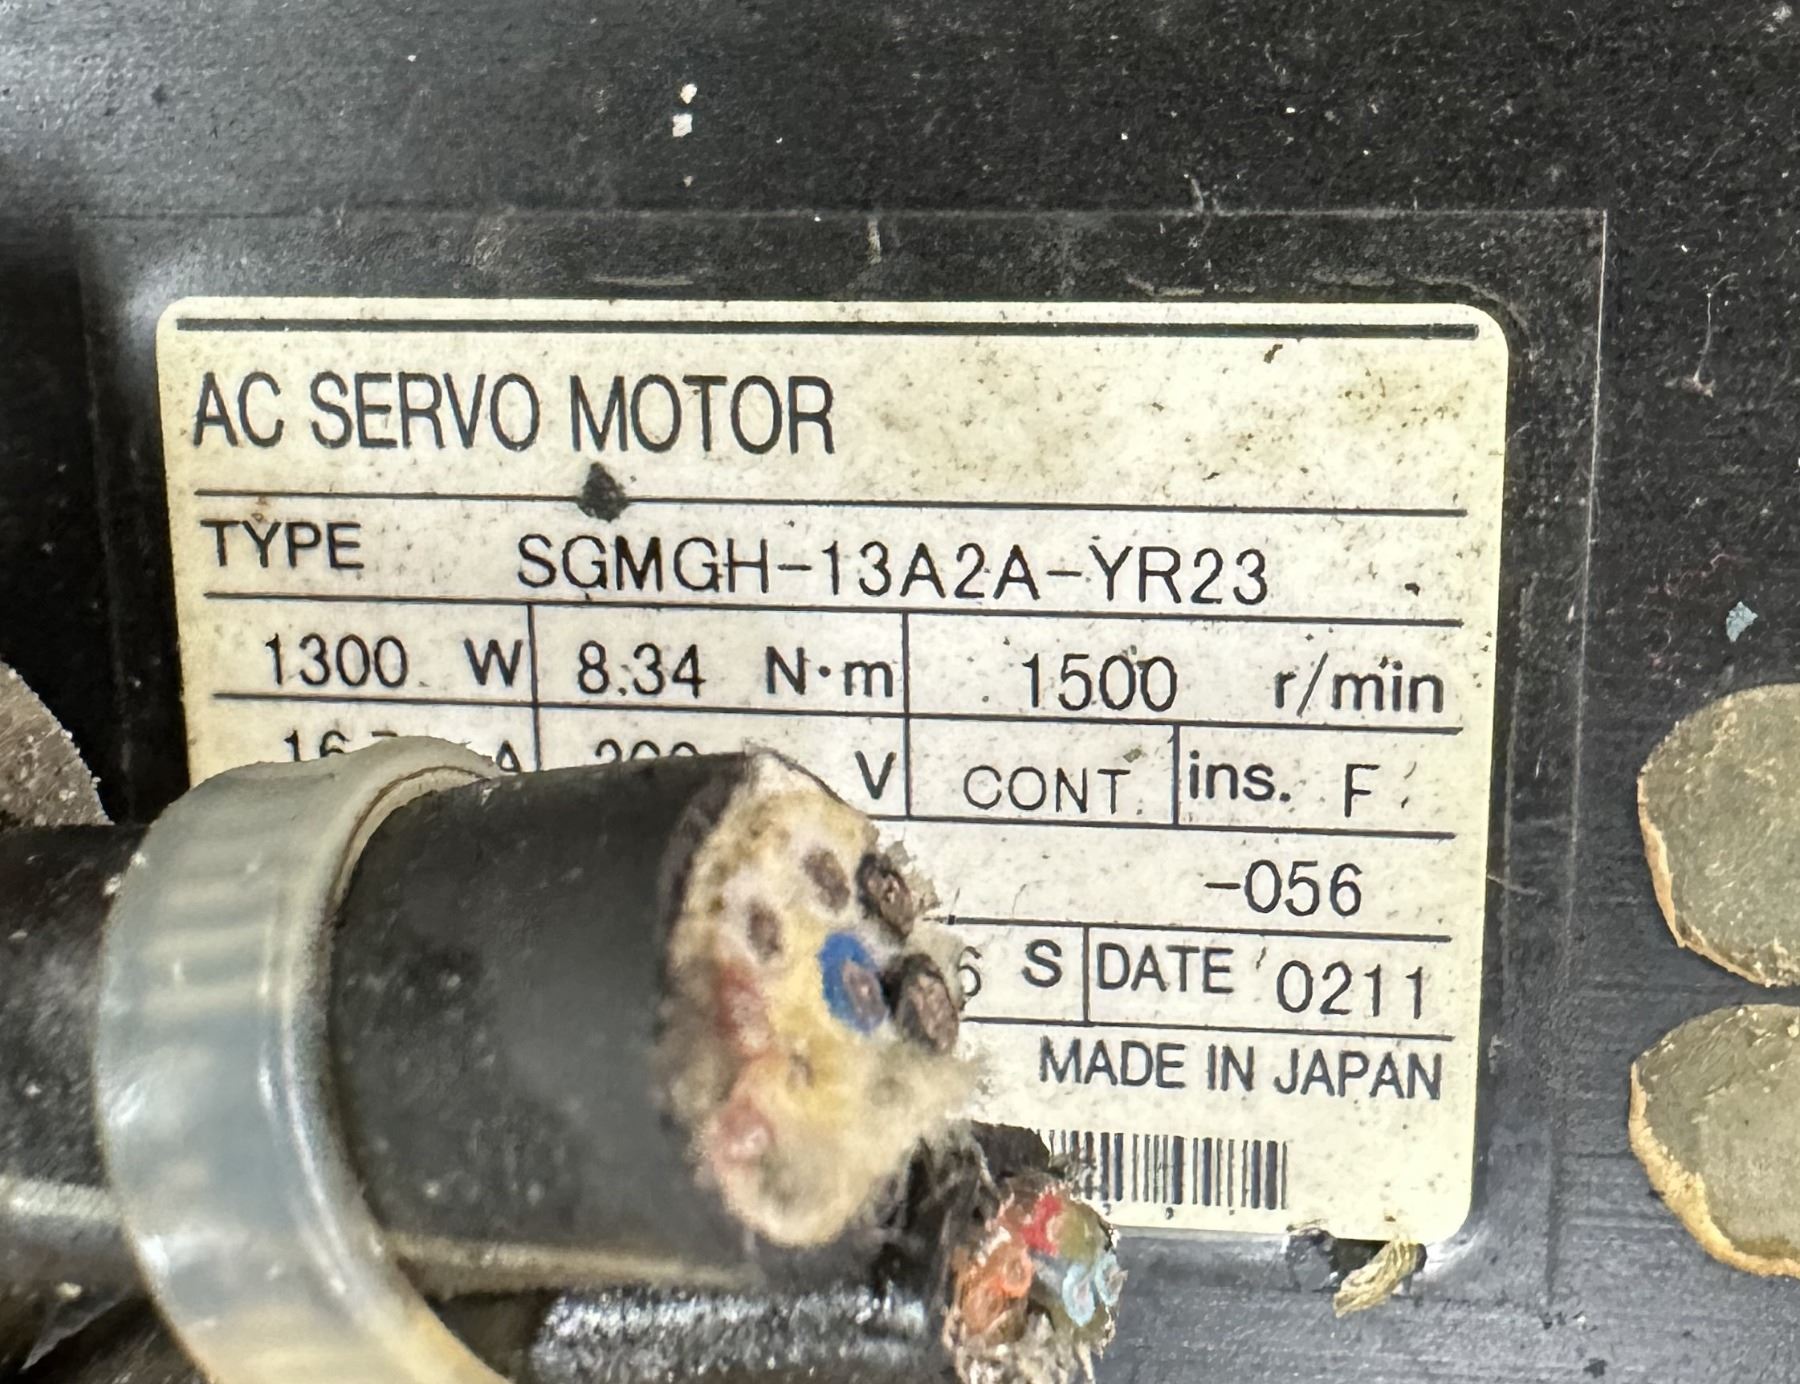 AC SERVO MOTOR
TYPE SGMGH-13A2A-YR23
1300 W 8.34 N·m 1500 r/min
A V CONT. ins. F
-056
S DATE 0211
MADE IN JAPAN